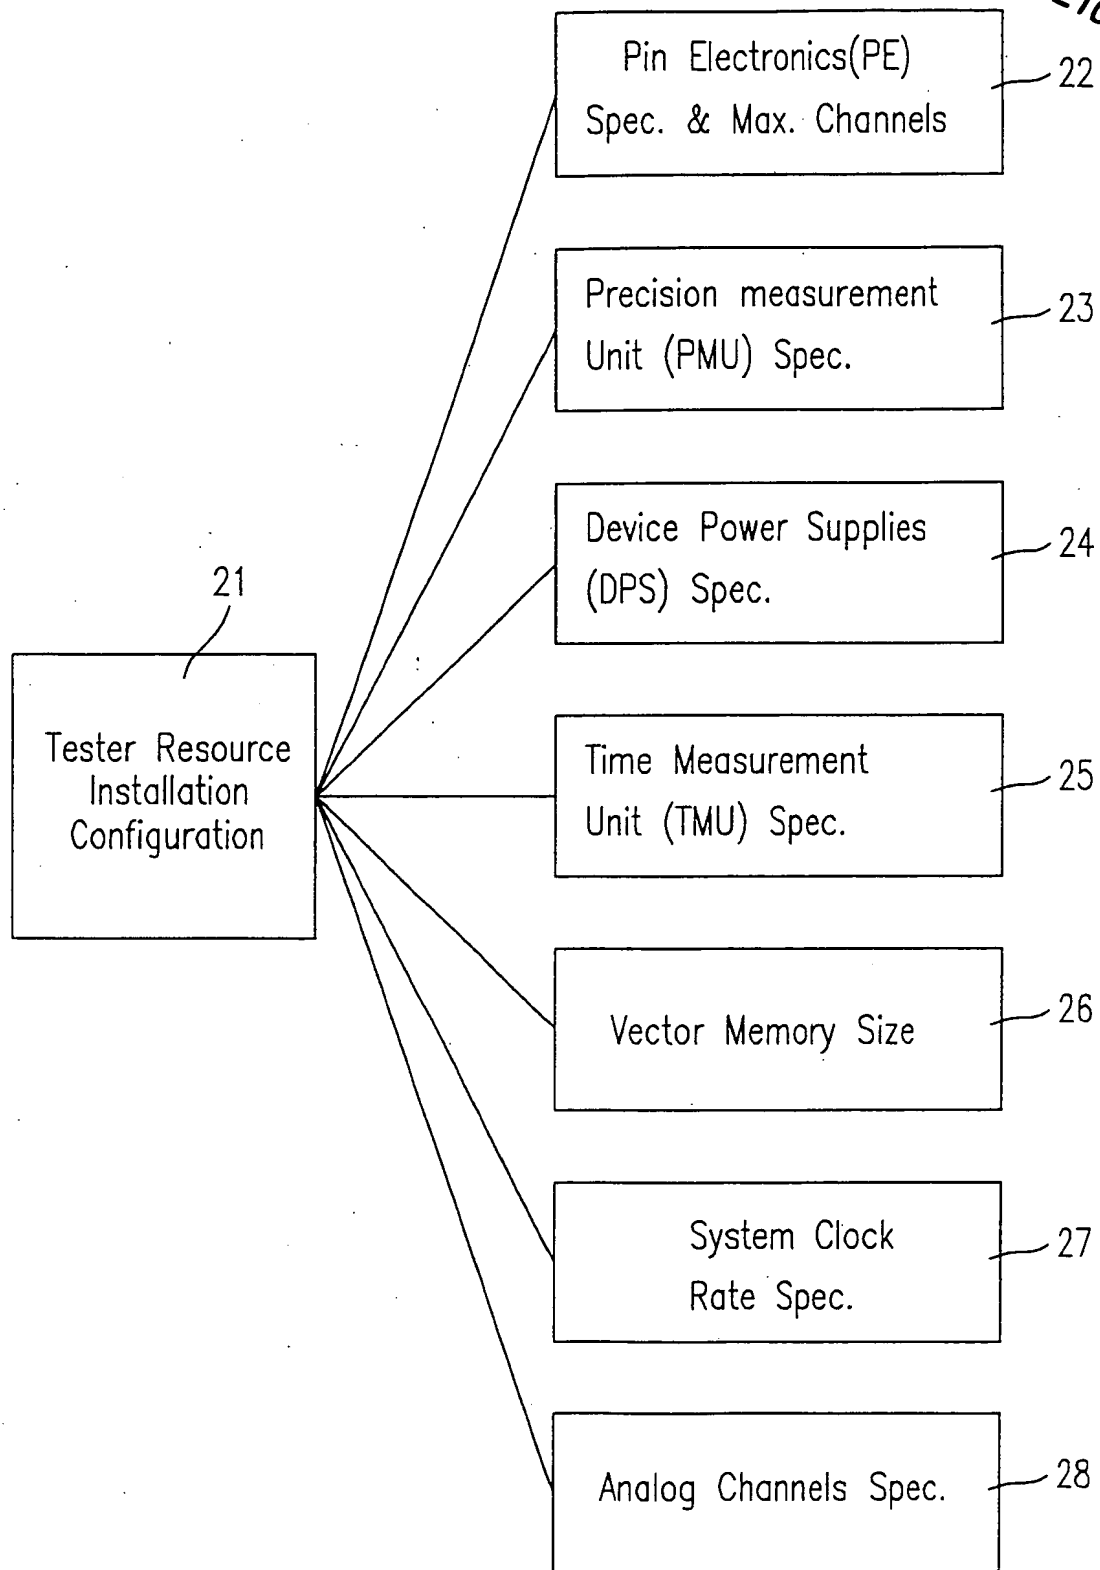 Pin Electronics(PE)
Spec. & Max. Channels
22
Precision measurement
Unit (PMU) Spec.
23
Device Power Supplies
(DPS) Spec.
24
21
Tester Resource
Installation
Configuration
Time Measurement
Unit (TMU) Spec.
25
Vector Memory Size
26
System Clock
Rate Spec.
27
Analog Channels Spec.
28